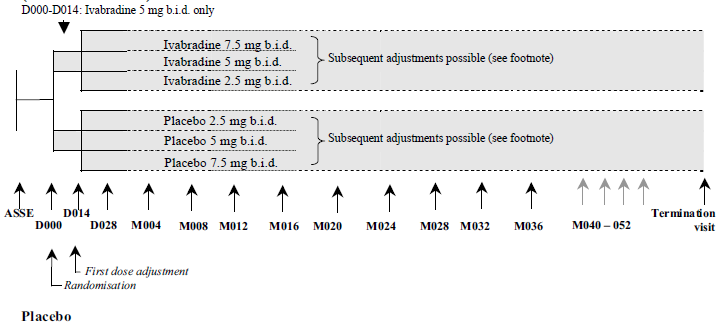 D000-D014: Ivabradine 5 mg b.i.d. only
Ivabradine 7.5 mg b.i.d.
Ivabradine 5 mg b.i.d.
Subsequent adjustments possible (see footnote)
Ivabradine 2.5 mg b.i.d.
Placebo 2.5 mg b.i.d.
Placebo 5 mg b.i.d.
Subsequent adjustments possible (see footnote)
Placebo 7.5 mg b.i.d.
ASSE D014 Termination
D000 D028 M004 M008 M012 M016 M020 M024 M028 M032 M036 M040 – 052 visit
First dose adjustment
Randomisation
Placebo